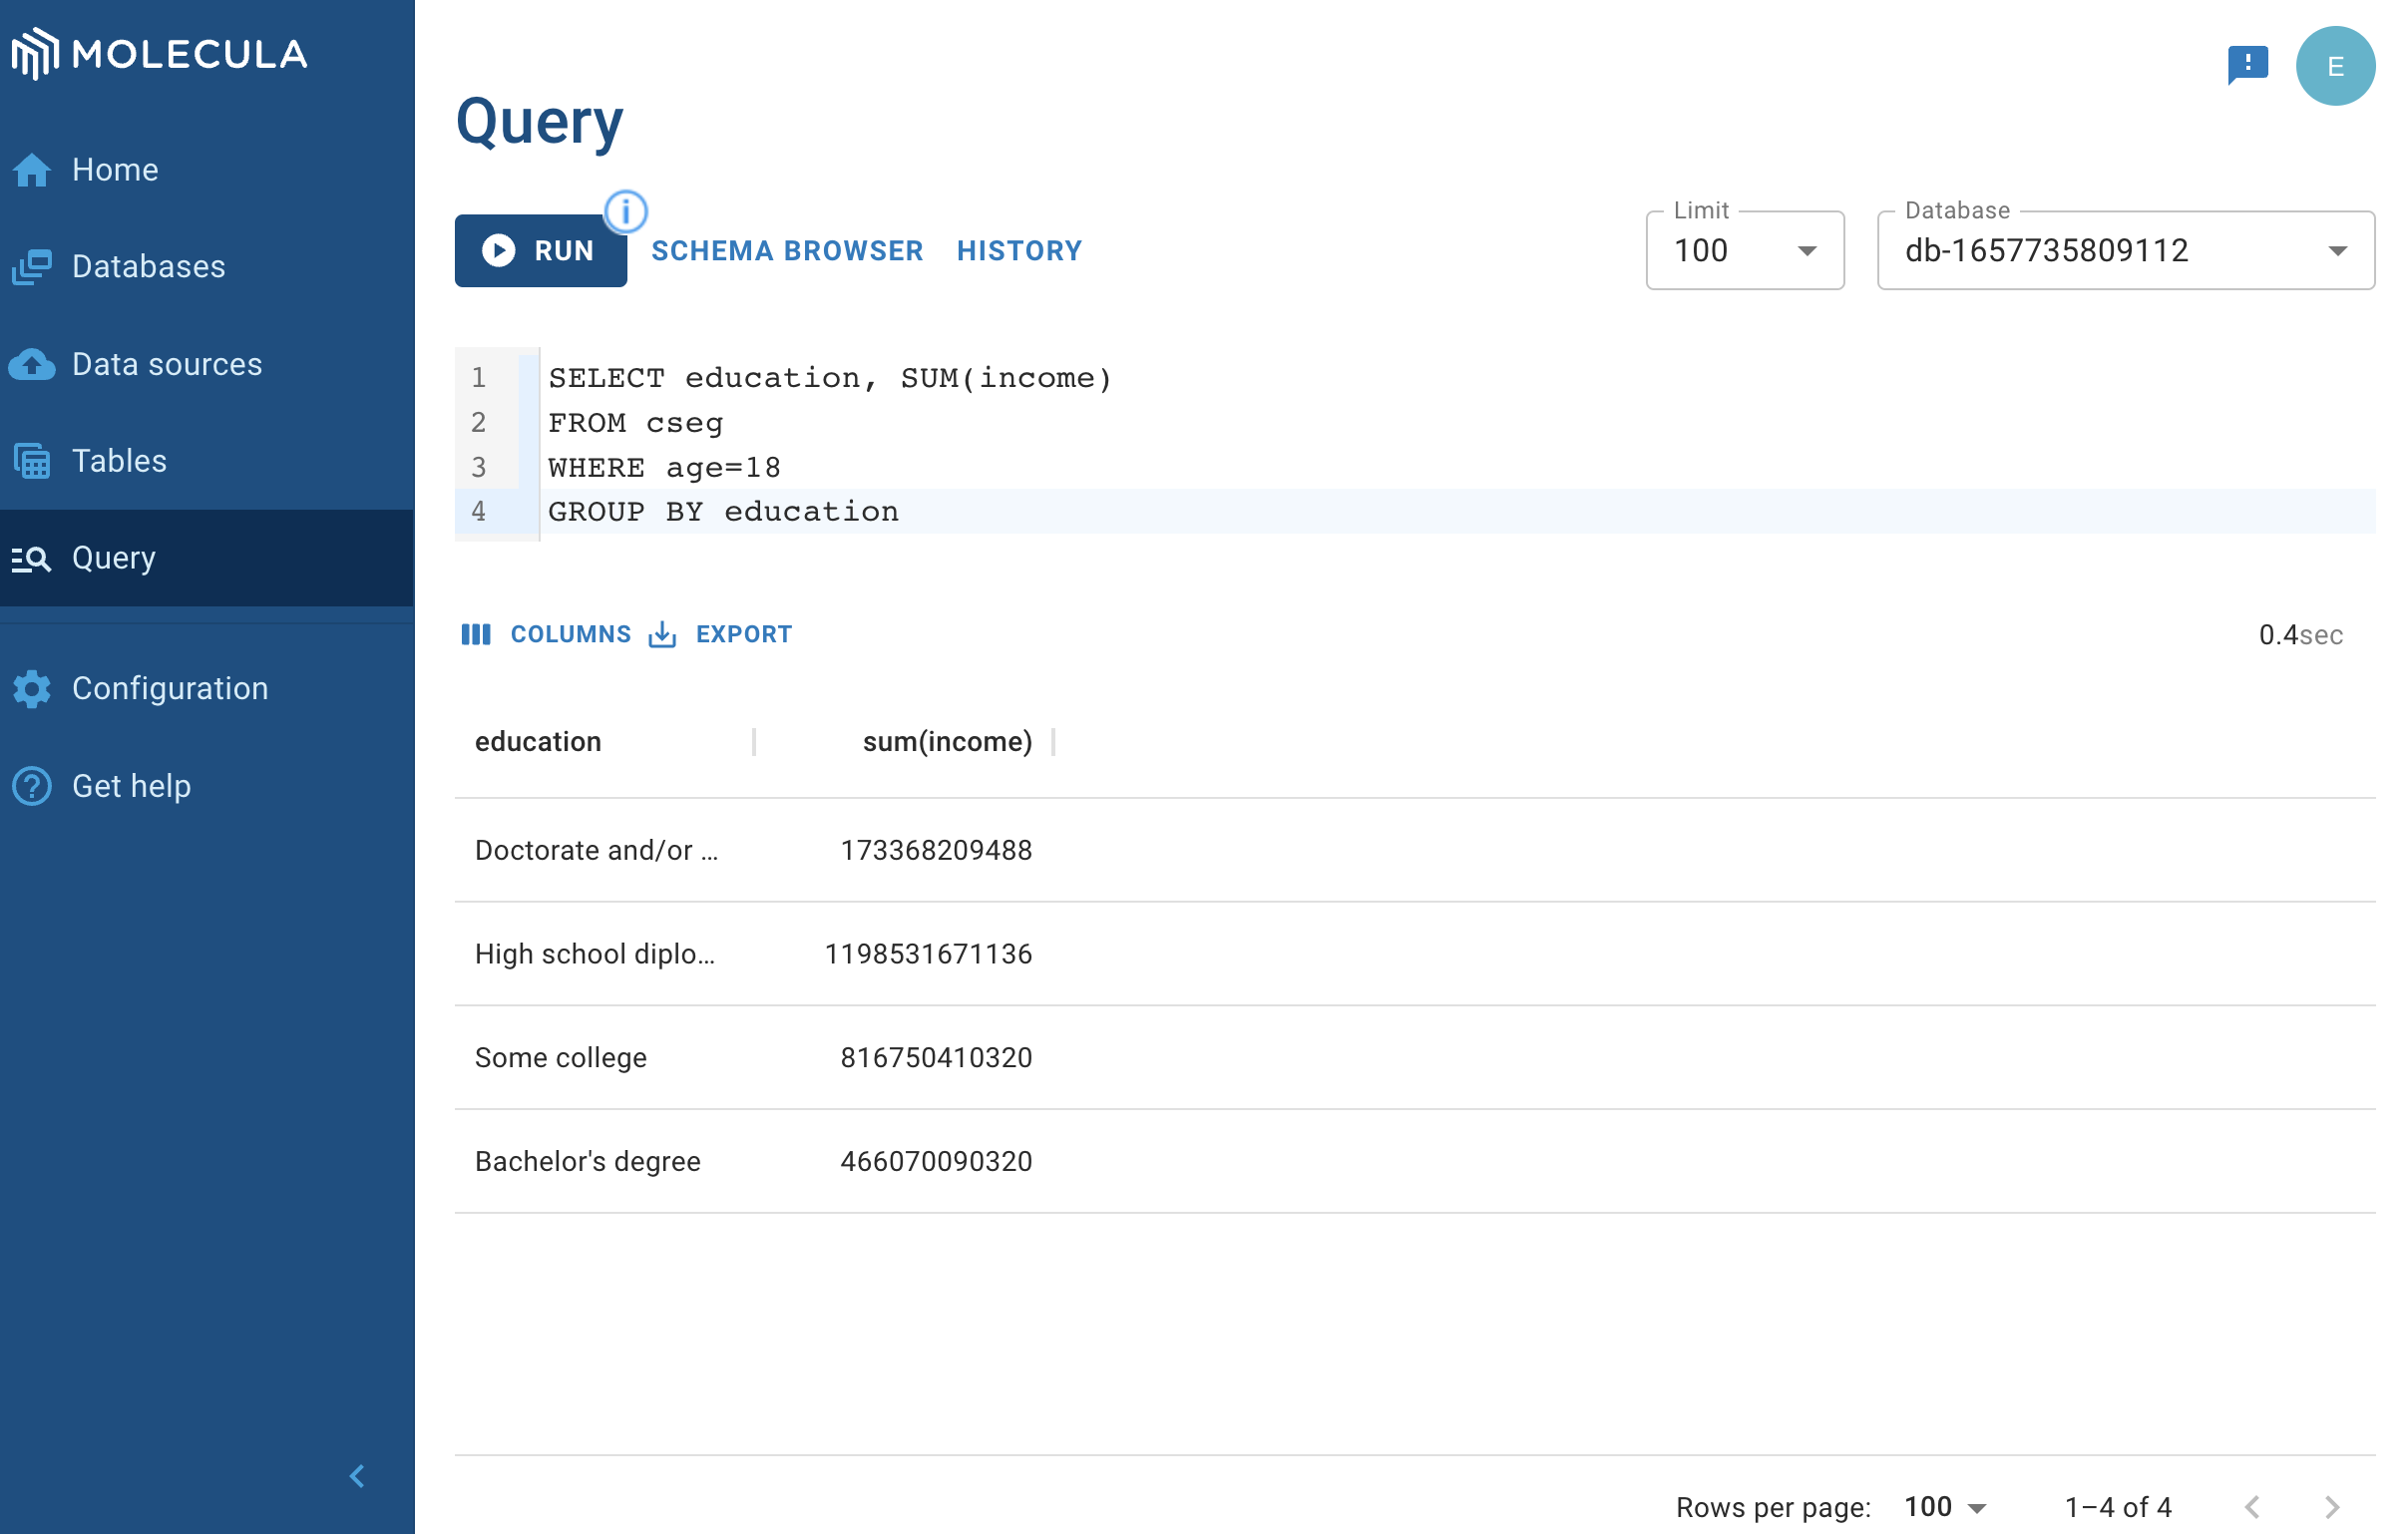 MOLECULA
Home
Databases
Data sources
Tables
Query
Configuration
Get help
E
Query
RUN
SCHEMA BROWSER
HISTORY
Limit
100
Database
db-1657735809112
1 SELECT education, SUM(income)
2 FROM cseg
3 WHERE age=18
4 GROUP BY education
COLUMNS
EXPORT
0.4sec
education sum(income)
Doctorate and/or ... 173368209488
High school diplo... 1198531671136
Some college 816750410320
Bachelor's degree 466070090320
Rows per page: 100 1–4 of 4